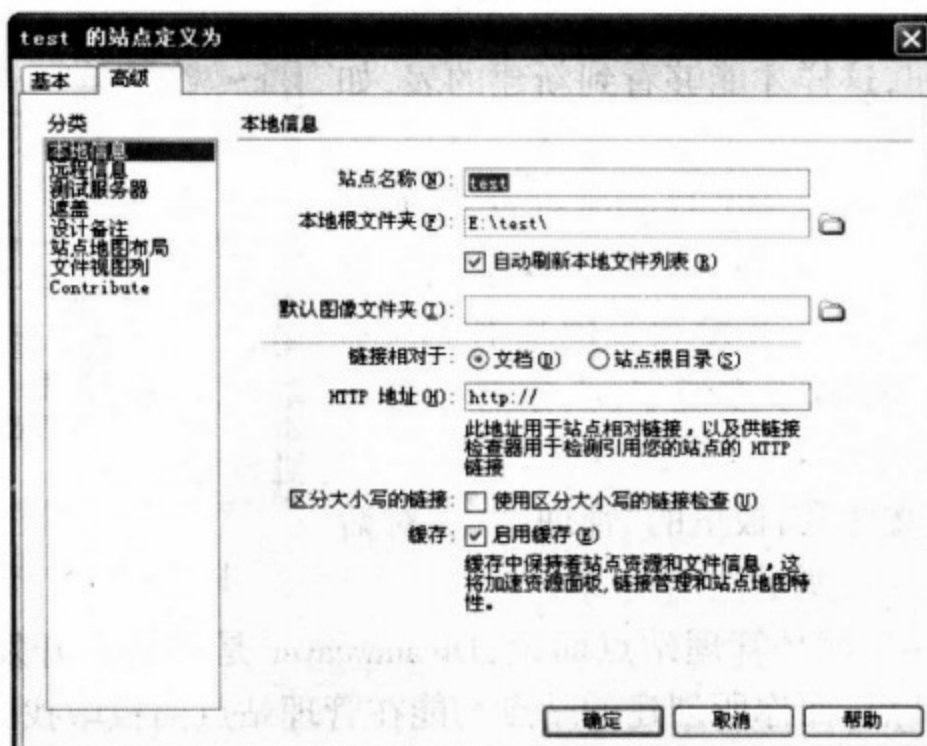 test 的站点定义为
基本 高级
分类
本地信息
远程信息
测试服务器
遮盖
设计备注
站点地图布局
文件视图列
Contribute
本地信息
站点名称(N): test
本地根文件夹(F): E:\test\
自动刷新本地文件列表(R)
默认图像文件夹(I):
链接相对于: 文档(D) 站点根目录(S)
HTTP 地址(H): http://
此地址用于站点相对链接，以及供链接
检查器用于检测引用您的站点的 HTTP
链接
区分大小写的链接: 使用区分大小写的链接检查(U)
缓存: 启用缓存(E)
缓存中保持着站点资源和文件信息，这
将加速资源面板,链接管理和站点地图特
性。
确定 取消 帮助